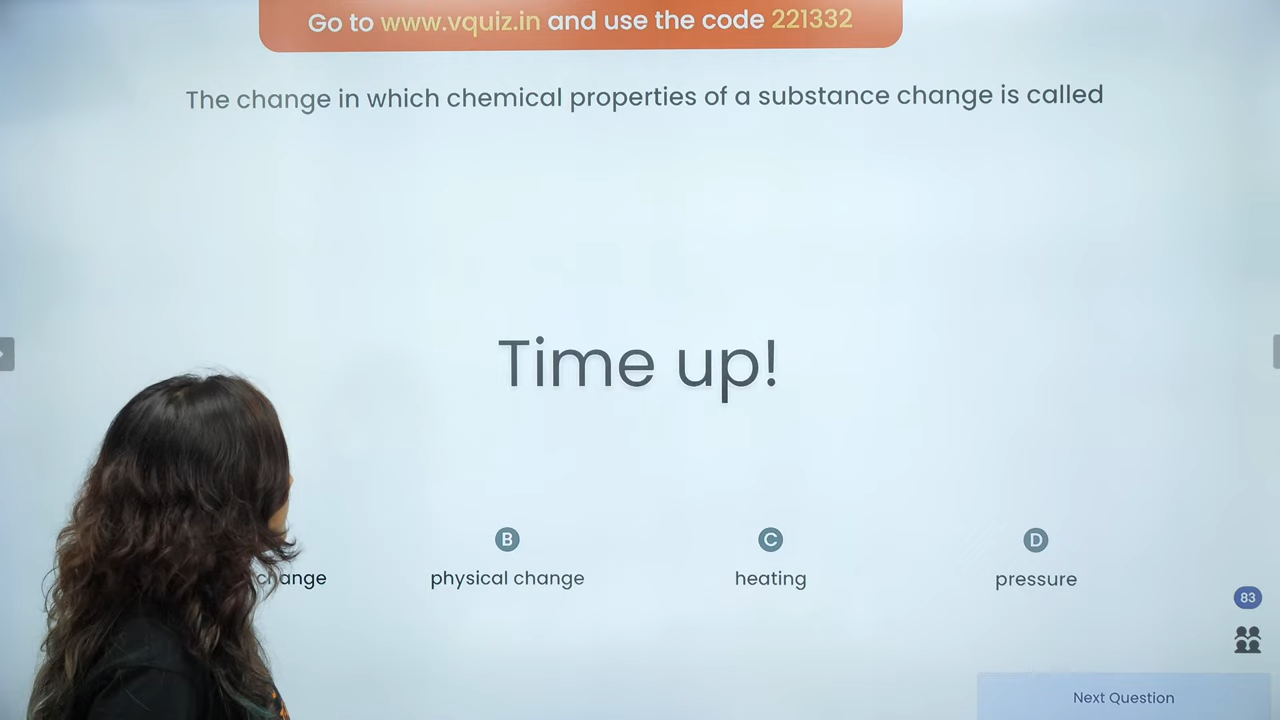 Go to www.vquiz.in and use the code 221332
The change in which chemical properties of a substance change is called
Time up!
B
C
D
change
physical change
heating
pressure
83
Next Question